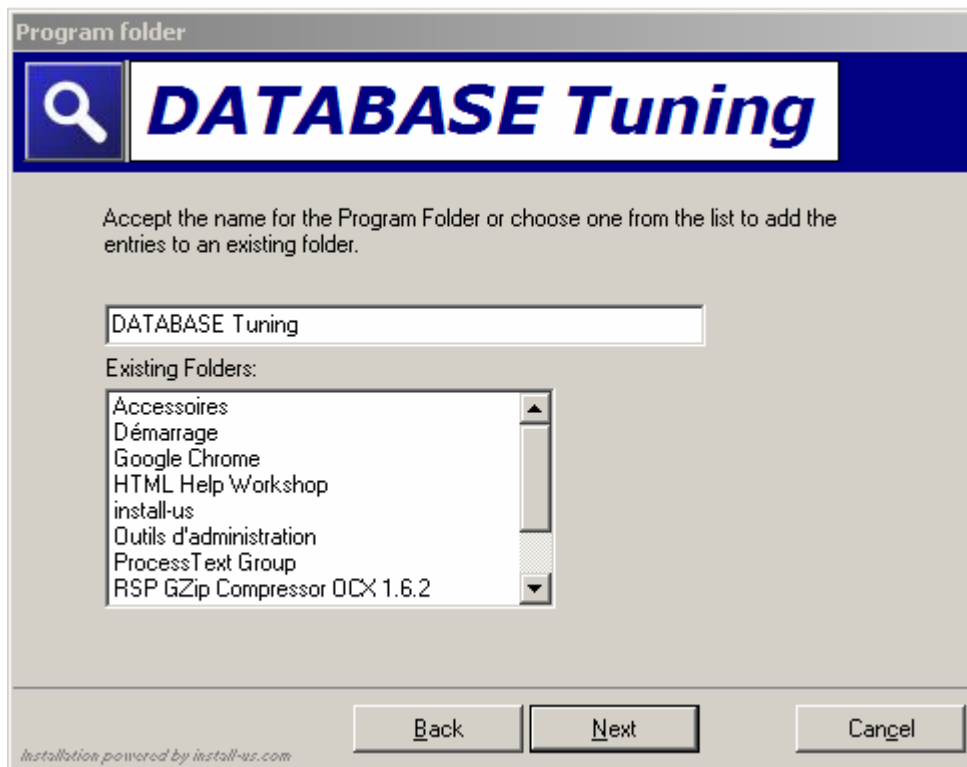 Program folder
DATABASE Tuning
Accept the name for the Program Folder or choose one from the list to add the
entries to an existing folder.
DATABASE Tuning
Existing Folders:
Accessoires
Démarrage
Google Chrome
HTML Help Workshop
install-us
Outils d'administration
ProcessText Group
RSP GZip Compressor OCX 1.6.2
Back
Next
Cancel
Installation powered by install-us.com